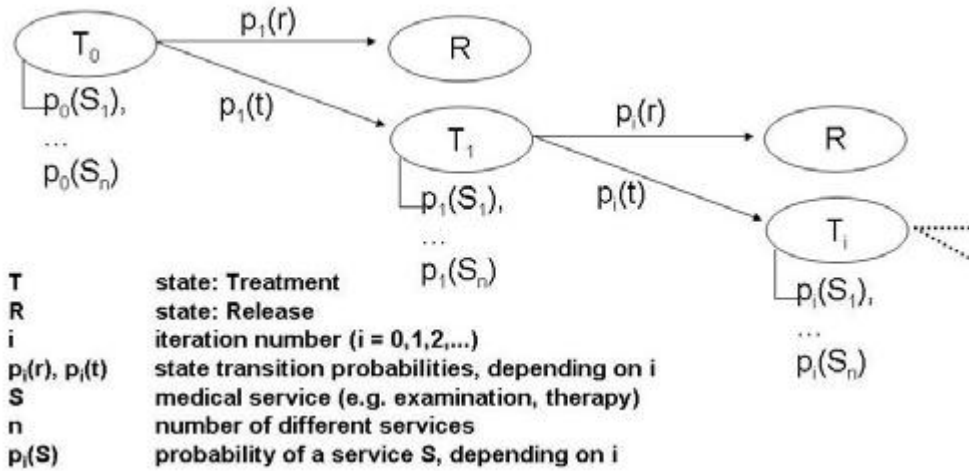 p₁(r)
T₀
R
p₀(S₁),
p₁(t)
...
p₀(Sₙ)
T₁
pᵢ(r)
R
p₁(S₁),
pᵢ(t)
...
p₁(Sₙ)
Tᵢ
pᵢ(S₁),
...
pᵢ(Sₙ)
T state: Treatment
R state: Release
i iteration number (i = 0,1,2,...)
pᵢ(r), pᵢ(t) state transition probabilities, depending on i
S medical service (e.g. examination, therapy)
n number of different services
pᵢ(S) probability of a service S, depending on i